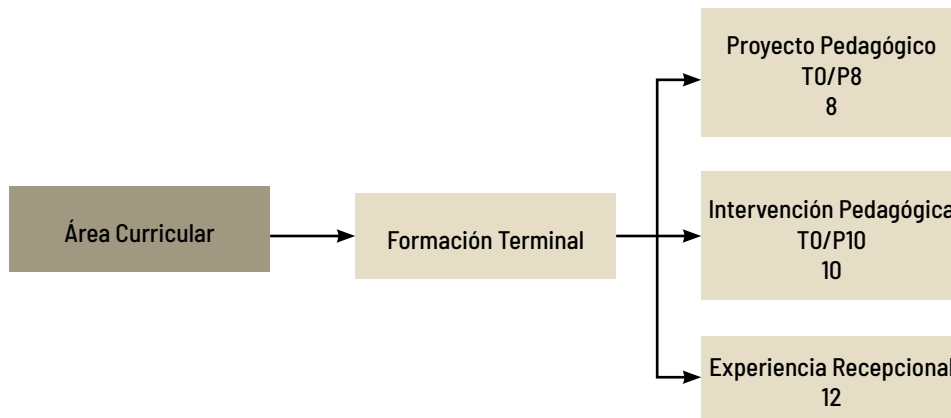 Área Curricular
Formación Terminal
Proyecto Pedagógico
T0/P8
8
Intervención Pedagógica
T0/P10
10
Experiencia Recepcional
12